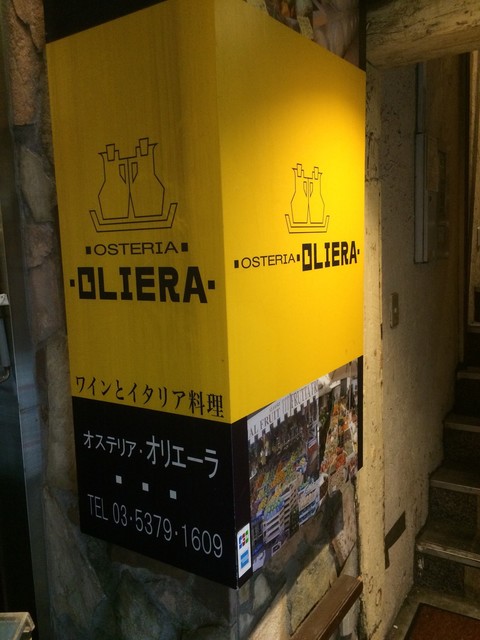 ▪OSTERIA▪
·OLIERA·
ワインとイタリア料理
オステリア・オリエーラ
TEL 03・5379・1609
▪OSTERIA▪OLIERA·
JCB